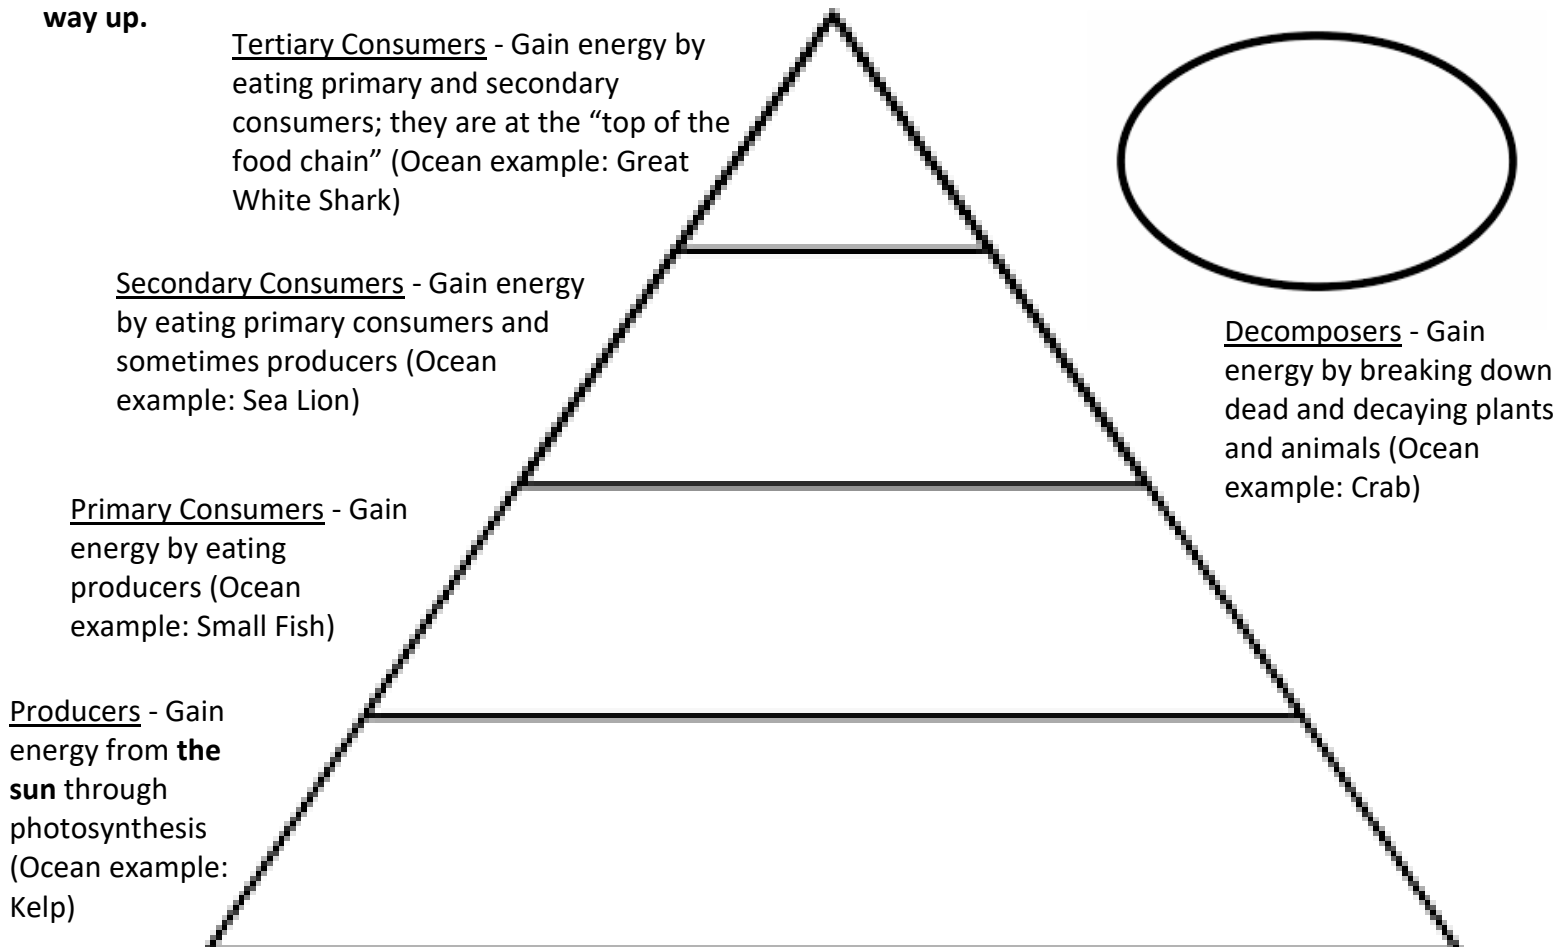 way up.
Tertiary Consumers - Gain energy by
eating primary and secondary
consumers; they are at the “top of the
food chain” (Ocean example: Great
White Shark)
Secondary Consumers - Gain energy
by eating primary consumers and
sometimes producers (Ocean
example: Sea Lion)
Decomposers - Gain
energy by breaking down
dead and decaying plants
and animals (Ocean
example: Crab)
Primary Consumers - Gain
energy by eating
producers (Ocean
example: Small Fish)
Producers - Gain
energy from the
sun through
photosynthesis
(Ocean example:
Kelp)